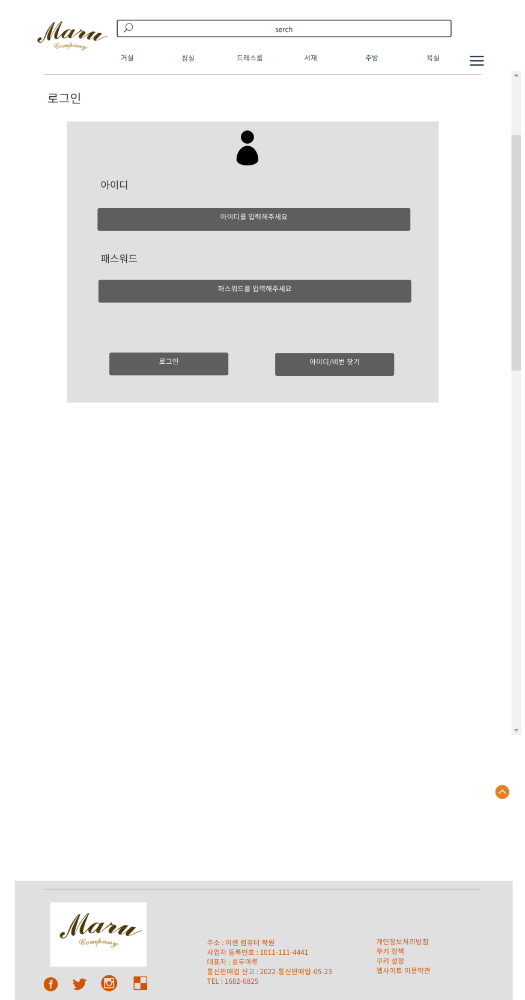 Maru
Company
serch
거실 침실 드레스룸 서재 주방 욕실
로그인
아이디
아이디를 입력해주세요
패스워드
패스워드를 입력해주세요
로그인 아이디/비번 찾기
Maru
Company
주소 : 이젠 컴퓨터 학원
사업자 등록번호 : 1011-111-4441
대표자 : 호두마루
통신판매업 신고 : 2022-통신판매업-05-23
TEL : 1682-6825
개인정보처리방침
쿠키 정책
쿠키 설정
웹사이트 이용약관